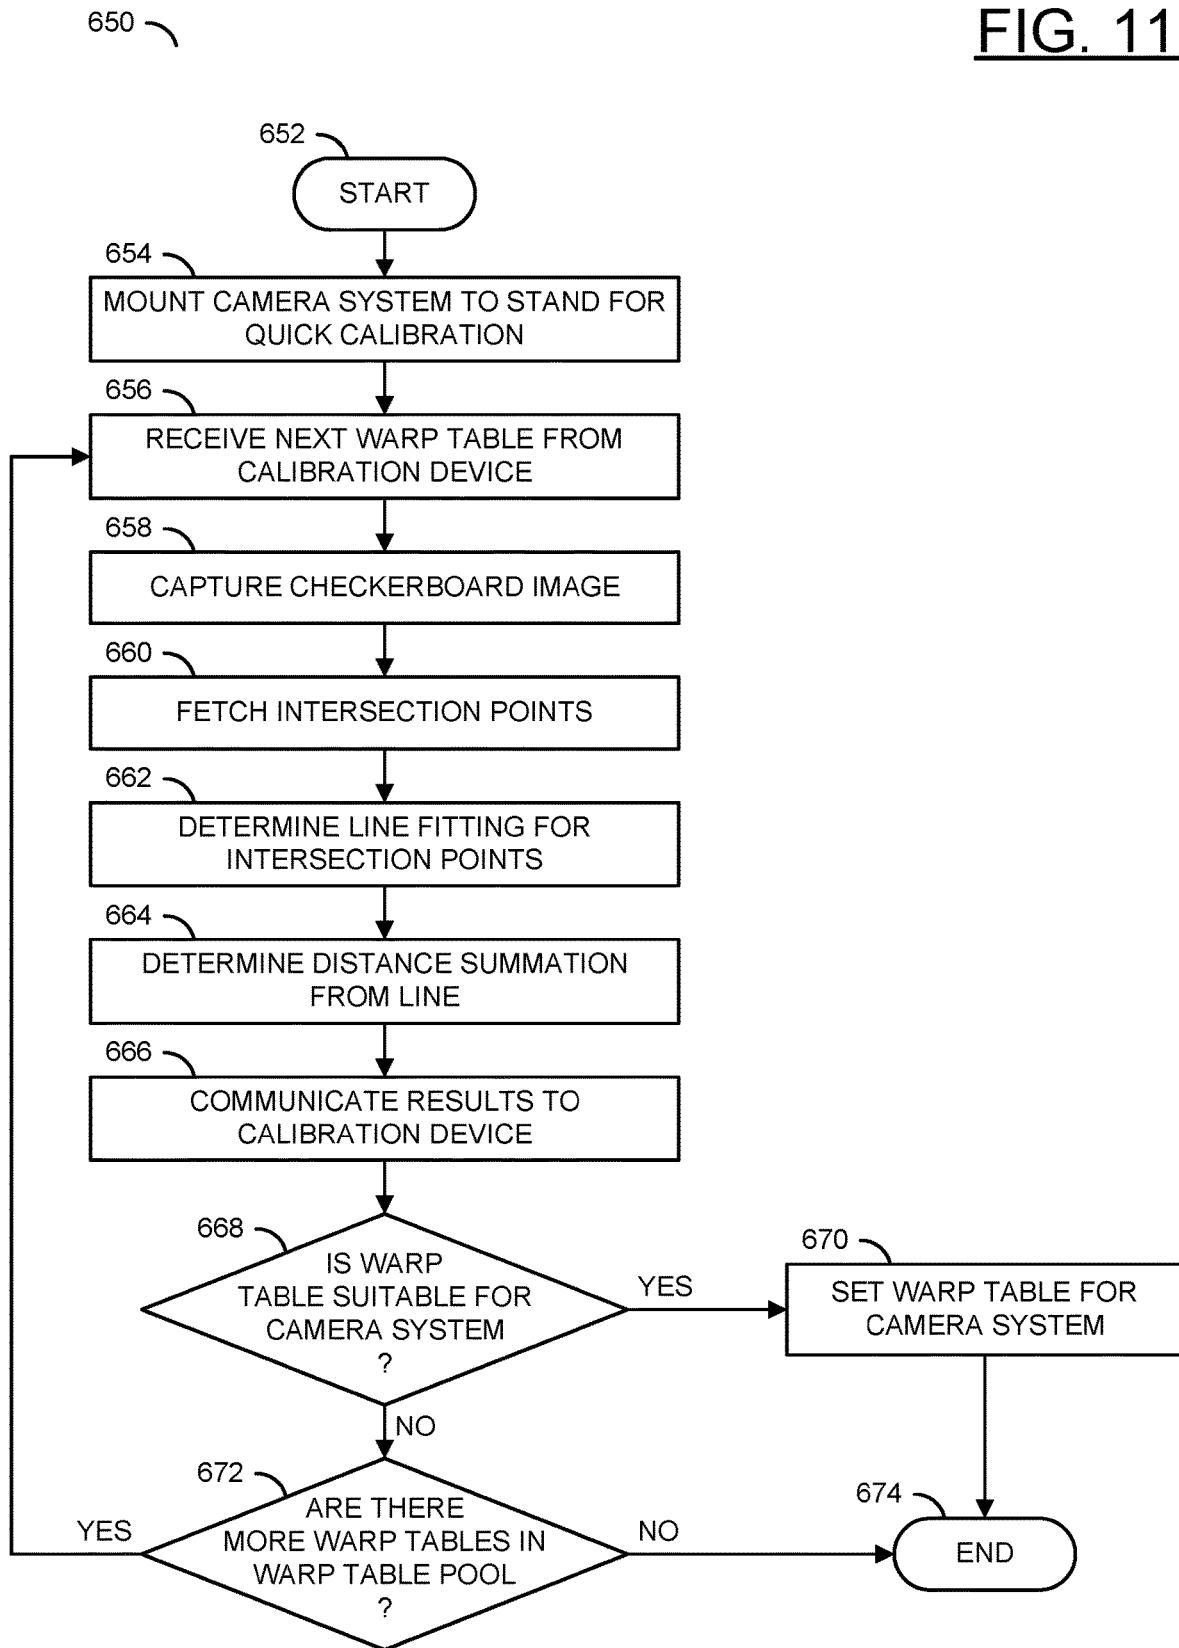 650
FIG. 11
652
START
654
MOUNT CAMERA SYSTEM TO STAND FOR
QUICK CALIBRATION
656
RECEIVE NEXT WARP TABLE FROM
CALIBRATION DEVICE
658
CAPTURE CHECKERBOARD IMAGE
660
FETCH INTERSECTION POINTS
662
DETERMINE LINE FITTING FOR
INTERSECTION POINTS
664
DETERMINE DISTANCE SUMMATION
FROM LINE
666
COMMUNICATE RESULTS TO
CALIBRATION DEVICE
668
IS WARP
TABLE SUITABLE FOR
CAMERA SYSTEM
?
YES
670
SET WARP TABLE FOR
CAMERA SYSTEM
NO
672
ARE THERE
MORE WARP TABLES IN
WARP TABLE POOL
?
YES
NO
674
END